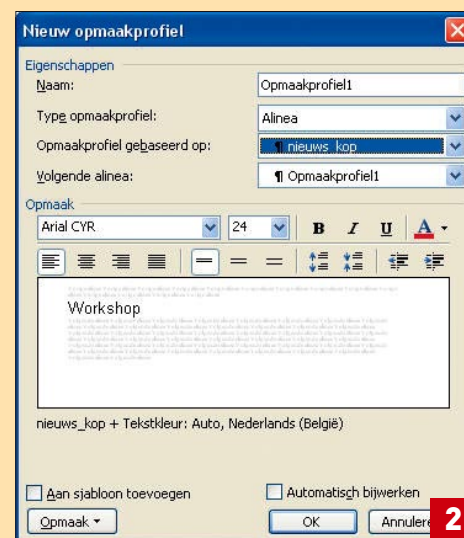 Nieuw opmaakprofiel
Eigenschappen
Naam: Opmaakprofiel1
Type opmaakprofiel: Alinea
Opmaakprofiel gebaseerd op: ¶ nieuws_kop
Volgende alinea: ¶ Opmaakprofiel1
Opmaak
Arial CYR 24 B I U A
Workshop
nieuws_kop + Tekstkleur: Auto, Nederlands (België)
Aan sjabloon toevoegen Automatisch bijwerken
Opmaak OK Annulere
2